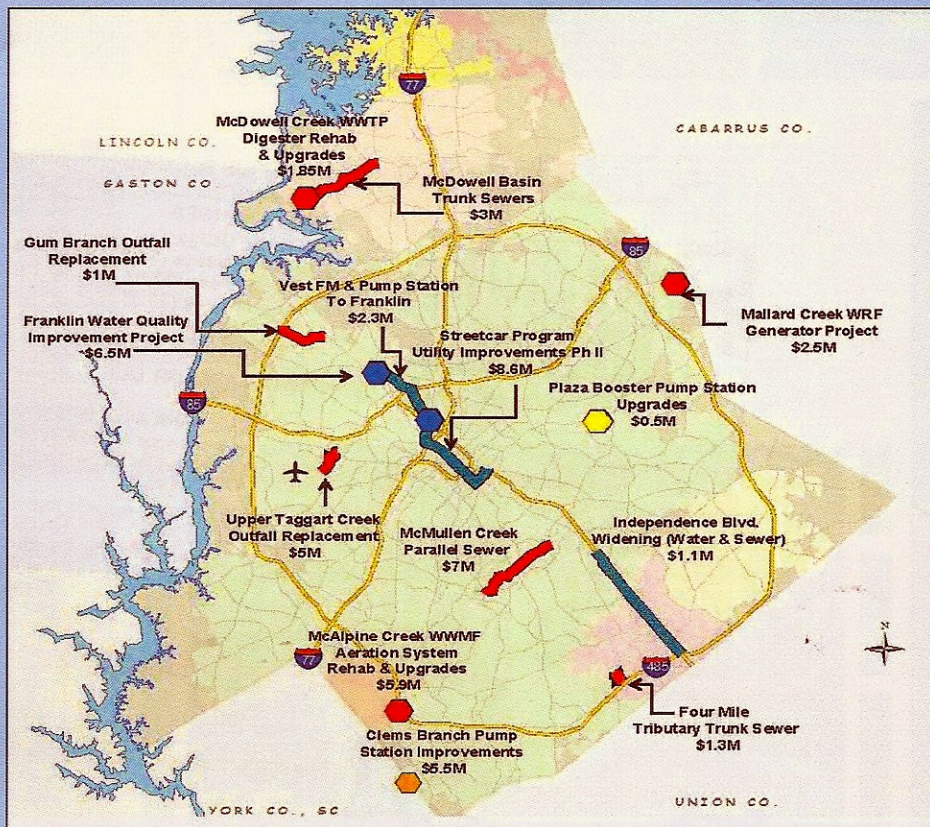 77
McDowell Creek WWTP
Digester Rehab
& Upgrades
$1.85M
LINCOLN CO.
GASTON CO.
CABARRUS CO.
McDowell Basin
Trunk Sewers
$3M
Gum Branch Outfall
Replacement
$1M
Vest FM & Pump Station
To Franklin
$2.3M
85
Franklin Water Quality
Improvement Project
$6.5M
Streetcar Program
Utility Improvements Ph II
$8.6M
Mallard Creek WRF
Generator Project
$2.5M
Plaza Booster Pump Station
Upgrades
$0.5M
85
Upper Taggart Creek
Outfall Replacement
$5M
McMullen Creek
Parallel Sewer
$7M
Independence Blvd.
Widening (Water & Sewer)
$1.1M
N
McAlpine Creek WWMF
Aeration System
Rehab & Upgrades
$5.9M
77
485
Four Mile
Tributary Trunk Sewer
$1.3M
Clems Branch Pump
Station Improvements
$5.5M
YORK CO., SC
UNION CO.